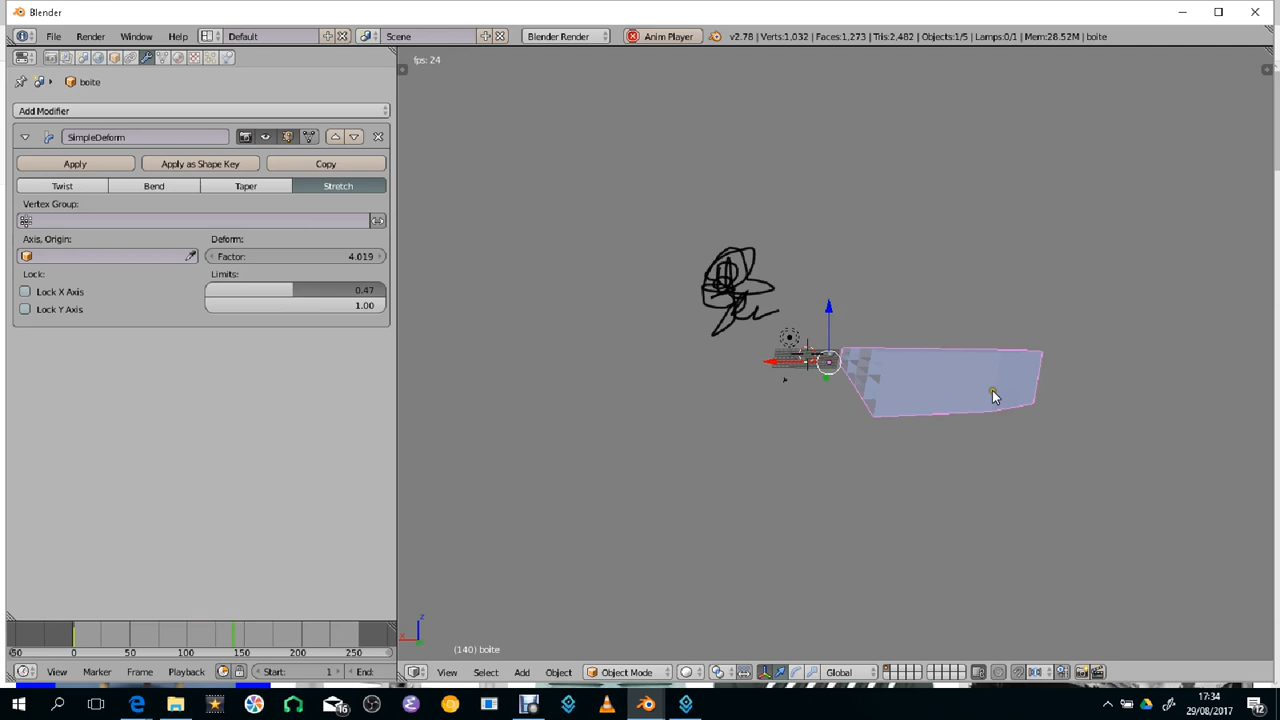 Blender
File Render Window Help Default Scene Blender Render Anim Player v2.78 | Verts:1,032 | Faces:1,273 | Tris:2,482 | Objects:1/5 | Lamps:0/1 | Mem:28.52M | boite
fps: 24
boite
Add Modifier
SimpleDeform
Apply Apply as Shape Key Copy
Twist Bend Taper Stretch
Vertex Group:
Axis, Origin: Deform:
Factor: 4.019
Lock: Limits:
Lock X Axis 0.47
Lock Y Axis 1.00
z
x
(140) boite
-50 0 50 100 150 200 250
View Marker Frame Playback Start: 1 End: View Select Add Object Object Mode Global
16
17:34
29/08/2017
12